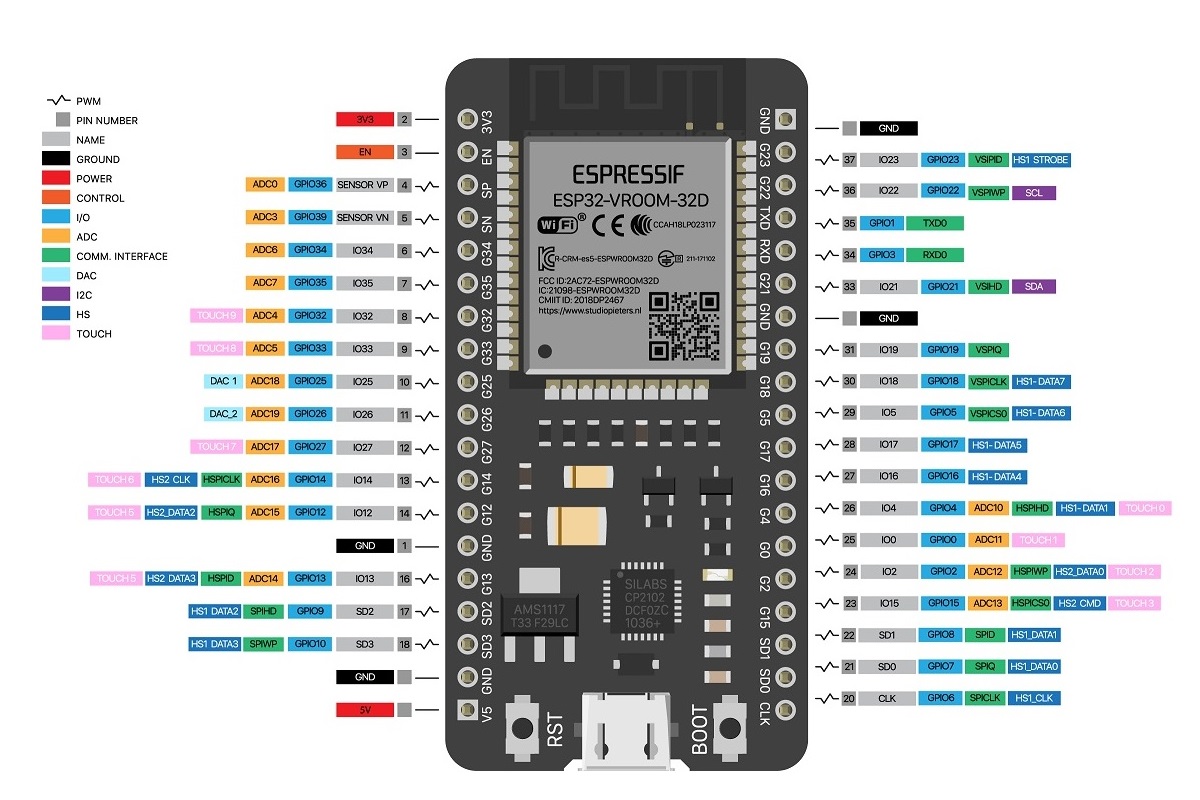 PWM
PIN NUMBER
NAME
GROUND
POWER
CONTROL
I/O
ADC
COMM. INTERFACE
DAC
I2C
HS
TOUCH
3V3 2
EN 3
ADC0 GPIO36 SENSOR VP 4
ADC3 GPIO39 SENSOR VN 5
ADC6 GPIO34 IO34 6
ADC7 GPIO35 IO35 7
TOUCH 9 ADC4 GPIO32 IO32 8
TOUCH 8 ADC5 GPIO33 IO33 9
DAC 1 ADC18 GPIO25 IO25 10
DAC_2 ADC19 GPIO26 IO26 11
TOUCH 7 ADC17 GPIO27 IO27 12
TOUCH 6 HS2 CLK HSPICLK ADC16 GPIO14 IO14 13
TOUCH 5 HS2_DATA2 HSPIQ ADC15 GPIO12 IO12 14
GND 1
TOUCH 5 HS2 DATA3 HSPID ADC14 GPIO13 IO13 16
HS1 DATA2 SPIHD GPIO9 SD2 17
HS1 DATA3 SPIWP GPIO10 SD3 18
GND
5V
3V3
EN
SP
SN
G34
G35
G32
G33
G25
G26
G27
G14
G12
GND
G13
SD2
SD3
GND
V5
ESPRESSIF
ESP32-VROOM-32D
Wi Fi ® CE CCAH18LP023117
R-CRM-es5-ESPWROOM32D R 211-171102
FCC ID:2AC72-ESPWROOM32D
IC:21098-ESPWROOM32D
CMIIT ID: 2018DP2467
https://www.studiopieters.nl
AMS1117
T33 F29LC
SILABS
CP2102
DCF0ZC
1036+
RST
BOOT
GND
G23
G22
TXD
RXD
G21
GND
G19
G18
G5
G17
G16
G4
G0
G2
G15
SD1
SD0
CLK
GND
37 IO23 GPIO23 VSPID HS1 STROBE
36 IO22 GPIO22 VSPIWP SCL
35 GPIO1 TXD0
34 GPIO3 RXD0
33 IO21 GPIO21 VSIHD SDA
GND
31 IO19 GPIO19 VSPIQ
30 IO18 GPIO18 VSPICLK HS1-DATA7
29 IO5 GPIO5 VSPICS0 HS1-DATA6
28 IO17 GPIO17 HS1-DATA5
27 IO16 GPIO16 HS1-DATA4
26 IO4 GPIO4 ADC10 HSPIHD HS1-DATA1 TOUCH 0
25 IO0 GPIO0 ADC11 TOUCH 1
24 IO2 GPIO2 ADC12 HSPIWP HS2_DATA0 TOUCH 2
23 IO15 GPIO15 ADC13 HSPICS0 HS2 CMD TOUCH 3
22 SD1 GPIO8 SPID HS1_DATA1
21 SD0 GPIO7 SPIQ HS1_DATA0
20 CLK GPIO6 SPICLK HS1_CLK